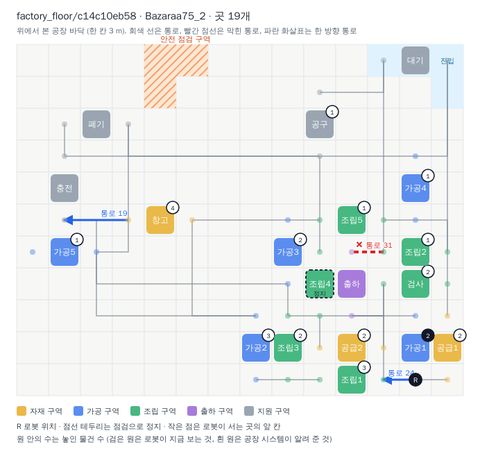 factory_floor/c14c10eb58 · Bazaraa75_2 · 곳 19개
위에서 본 공장 바닥 (한 칸 3 m). 회색 선은 통로, 빨간 점선은 막힌 통로, 파란 화살표는 한 방향 통로
안전 점검 구역
대기
전립
1
폐기
공구
1
충전
가공4
통로 19
4
창고
1
조립5
1
가공5
2
가공3
✕ 통로 31
1
조립2
조립4
정지
출하
2
검사
3
가공2
2
조립3
2
공급2
2
가공1
2
공급1
3
조립1
통로 24
R
자재 구역
가공 구역
조립 구역
출하 구역
지원 구역
R 로봇 위치 · 점선 테두리는 점검으로 정지 · 작은 점은 로봇이 서는 곳의 앞 칸
원 안의 수는 놓인 물건 수 (검은 원은 로봇이 지금 보는 것, 흰 원은 공장 시스템이 알려 준 것)